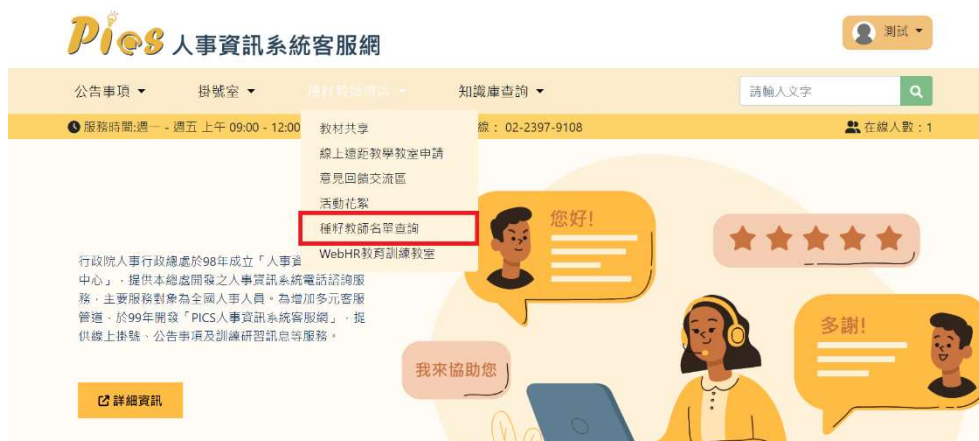 Pics 人事資訊系統客服網
測試
公告事項
掛號室
種籽教師專區
知識庫查詢
請輸入文字
服務時間:週一 - 週五 上午 09:00 - 12:00
線： 02-2397-9108
在線人數：1
教材共享
線上遠距教學教室申請
意見回饋交流區
活動花絮
種籽教師名單查詢
WebHR教育訓練教室
行政院人事行政總處於98年成立「人事資
中心」，提供本總處開發之人事資訊系統電話諮詢服
務，主要服務對象為全國人事人員。為增加多元客服
管道，於99年開發「PICS人事資訊系統客服網」，提
供線上掛號、公告事項及訓練研習訊息等服務。
詳細資訊
您好!
我來協助您
多謝!